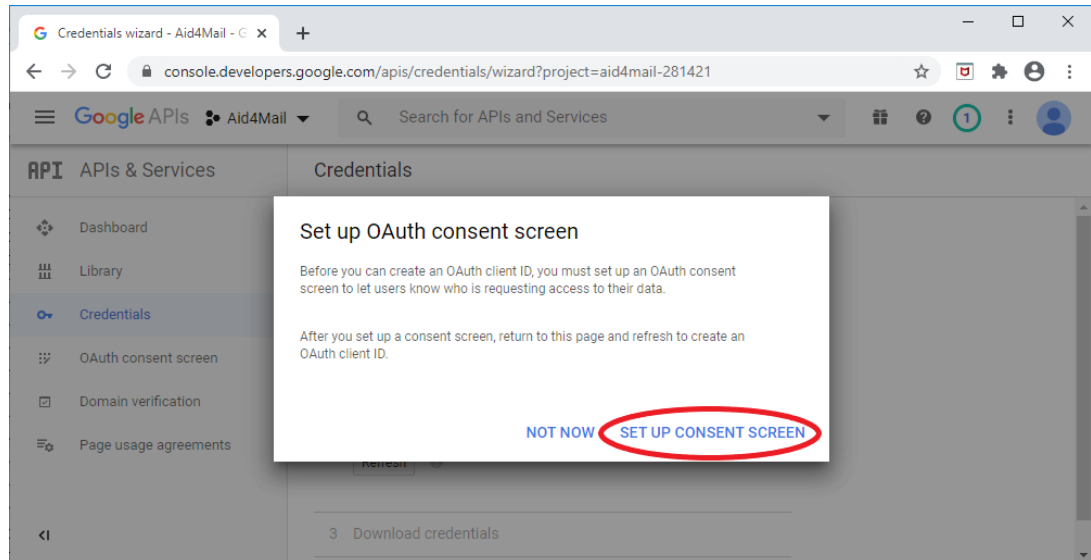 Credentials wizard - Aid4Mail - G
console.developers.google.com/apis/credentials/wizard?project=aid4mail-281421
Google APIs
Aid4Mail
Search for APIs and Services
1
API APIs & Services
Credentials
Dashboard
Library
Credentials
OAuth consent screen
Domain verification
Page usage agreements
Set up OAuth consent screen
Before you can create an OAuth client ID, you must set up an OAuth consent
screen to let users know who is requesting access to their data.
After you set up a consent screen, return to this page and refresh to create an
OAuth client ID.
NOT NOW
SET UP CONSENT SCREEN
Refresh
3 Download credentials